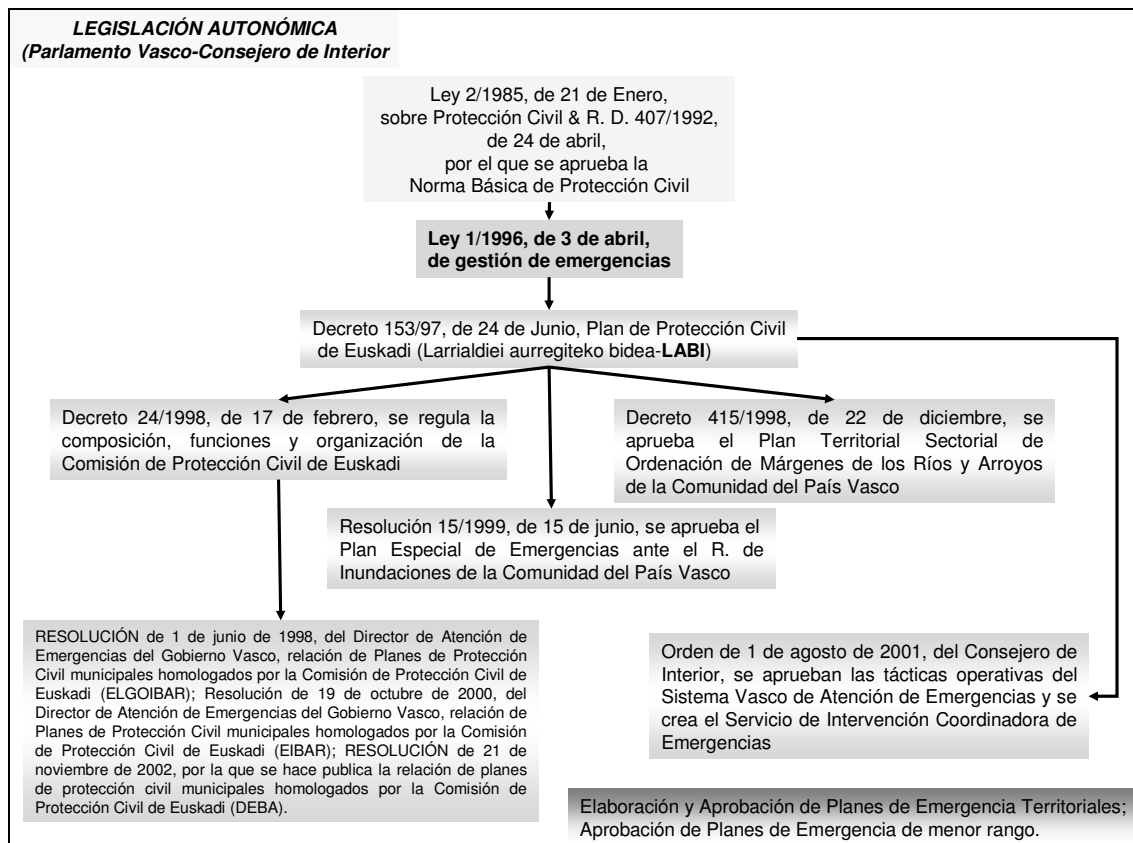 LEGISLACIÓN AUTONÓMICA
(Parlamento Vasco-Consejero de Interior
Ley 2/1985, de 21 de Enero,
sobre Protección Civil & R. D. 407/1992,
de 24 de abril,
por el que se aprueba la
Norma Básica de Protección Civil
Ley 1/1996, de 3 de abril,
de gestión de emergencias
Decreto 153/97, de 24 de Junio, Plan de Protección Civil
de Euskadi (Larrialdiei aurregiteko bidea-LABI)
Decreto 24/1998, de 17 de febrero, se regula la
composición, funciones y organización de la
Comisión de Protección Civil de Euskadi
Decreto 415/1998, de 22 de diciembre, se
aprueba el Plan Territorial Sectorial de
Ordenación de Márgenes de los Ríos y Arroyos
de la Comunidad del País Vasco
Resolución 15/1999, de 15 de junio, se aprueba el
Plan Especial de Emergencias ante el R. de
Inundaciones de la Comunidad del País Vasco
RESOLUCIÓN de 1 de junio de 1998, del Director de Atención de
Emergencias del Gobierno Vasco, relación de Planes de Protección
Civil municipales homologados por la Comisión de Protección Civil de
Euskadi (ELGOIBAR); Resolución de 19 de octubre de 2000, del
Director de Atención de Emergencias del Gobierno Vasco, relación de
Planes de Protección Civil municipales homologados por la Comisión
de Protección Civil de Euskadi (EIBAR); RESOLUCIÓN de 21 de
noviembre de 2002, por la que se hace publica la relación de planes
de protección civil municipales homologados por la Comisión de
Protección Civil de Euskadi (DEBA).
Orden de 1 de agosto de 2001, del Consejero de
Interior, se aprueban las tácticas operativas del
Sistema Vasco de Atención de Emergencias y se
crea el Servicio de Intervención Coordinadora de
Emergencias
Elaboración y Aprobación de Planes de Emergencia Territoriales;
Aprobación de Planes de Emergencia de menor rango.